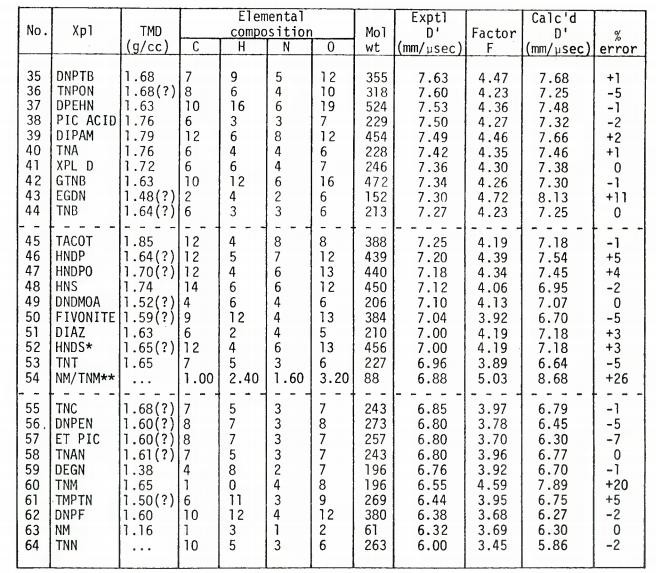 Elemental Exptl Calc'd
No. Xpl TMD composition Mol D' Factor D' %
(g/cc) C H N O wt (mm/μsec) F (mm/μsec) error
35 DNPTB 1.68 7 9 5 12 355 7.63 4.47 7.68 +1
36 TNPON 1.68(?) 8 6 4 10 318 7.60 4.23 7.25 -5
37 DPEHN 1.63 10 16 6 19 524 7.53 4.36 7.48 -1
38 PIC ACID 1.76 6 3 3 7 229 7.50 4.27 7.32 -2
39 DIPAM 1.79 12 6 8 12 454 7.49 4.46 7.66 +2
40 TNA 1.76 6 4 4 6 228 7.42 4.35 7.46 +1
41 XPL D 1.72 6 6 4 7 246 7.36 4.30 7.38 0
42 GTNB 1.63 10 12 6 16 472 7.34 4.26 7.30 -1
43 EGDN 1.48(?) 2 4 2 6 152 7.30 4.72 8.13 +11
44 TNB 1.64(?) 6 3 3 6 213 7.27 4.23 7.25 0
45 TACOT 1.85 12 4 8 8 388 7.25 4.19 7.18 -1
46 HNDP 1.64(?) 12 5 7 12 439 7.20 4.39 7.54 +5
47 HNDPO 1.70(?) 12 4 6 13 440 7.18 4.34 7.45 +4
48 HNS 1.74 14 6 6 12 450 7.12 4.06 6.95 -2
49 DNDMOA 1.52(?) 4 6 4 6 206 7.10 4.13 7.07 0
50 FIVONITE 1.59(?) 9 12 4 13 384 7.04 3.92 6.70 -5
51 DIAZ 1.63 6 2 4 5 210 7.00 4.19 7.18 +3
52 HNDS* 1.65(?) 12 4 6 13 456 7.00 4.19 7.18 +3
53 TNT 1.65 7 5 3 6 227 6.96 3.89 6.64 -5
54 NM/TNM** ... 1.00 2.40 1.60 3.20 88 6.88 5.03 8.68 +26
55 TNC 1.68(?) 7 5 3 7 243 6.85 3.97 6.79 -1
56. DNPEN 1.60(?) 8 7 3 8 273 6.80 3.78 6.45 -5
57 ET PIC 1.60(?) 8 7 3 7 257 6.80 3.70 6.30 -7
58 TNAN 1.61(?) 7 5 3 7 243 6.80 3.96 6.77 0
59 DEGN 1.38 4 8 2 7 196 6.76 3.92 6.70 -1
60 TNM 1.65 1 0 4 8 196 6.55 4.59 7.89 +20
61 TMPTN 1.50(?) 6 11 3 9 269 6.44 3.95 6.75 +5
62 DNPF 1.60 10 12 4 12 380 6.38 3.68 6.27 -2
63 NM 1.16 1 3 1 2 61 6.32 3.69 6.30 0
64 TNN ... 10 5 3 6 263 6.00 3.45 5.86 -2